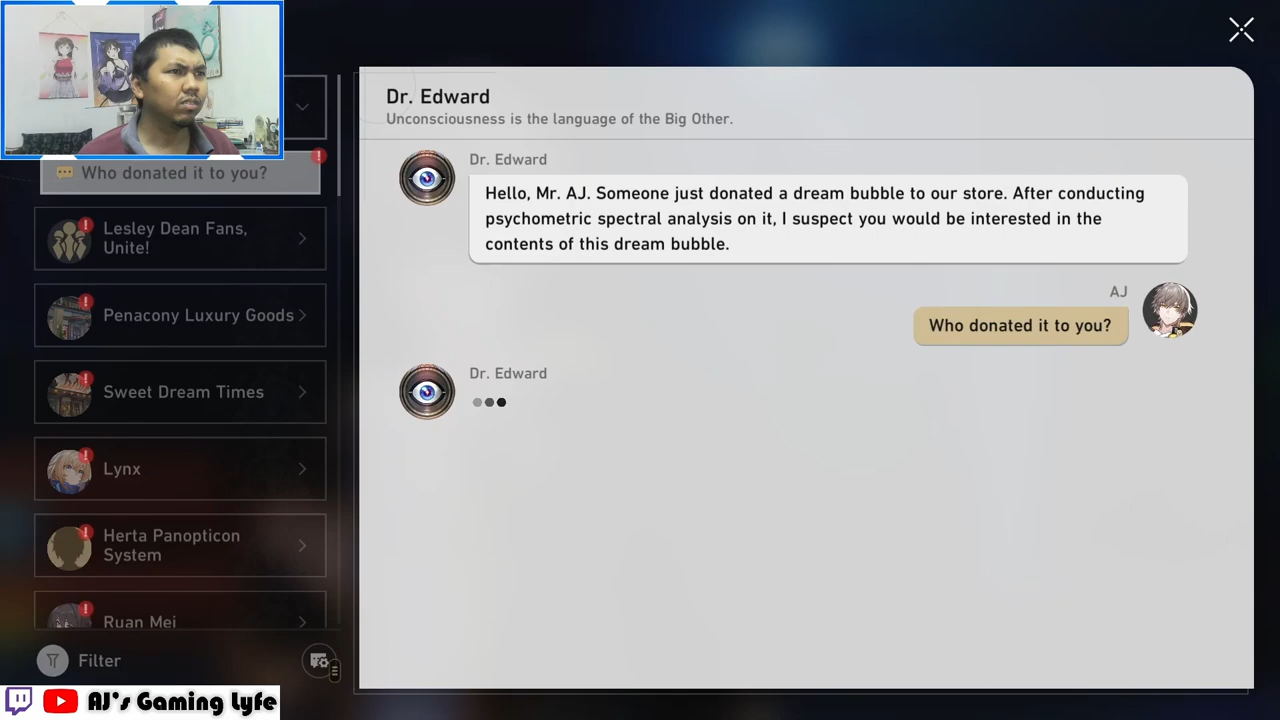 Dr. Edward
Unconsciousness is the language of the Big Other.
Who donated it to you?
Lesley Dean Fans,
Unite!
Penacony Luxury Goods
Sweet Dream Times
Lynx
Herta Panopticon
System
Ruan Mei
Filter
Dr. Edward
Hello, Mr. AJ. Someone just donated a dream bubble to our store. After conducting
psychometric spectral analysis on it, I suspect you would be interested in the
contents of this dream bubble.
AJ
Who donated it to you?
Dr. Edward
AJ's Gaming Lyfe